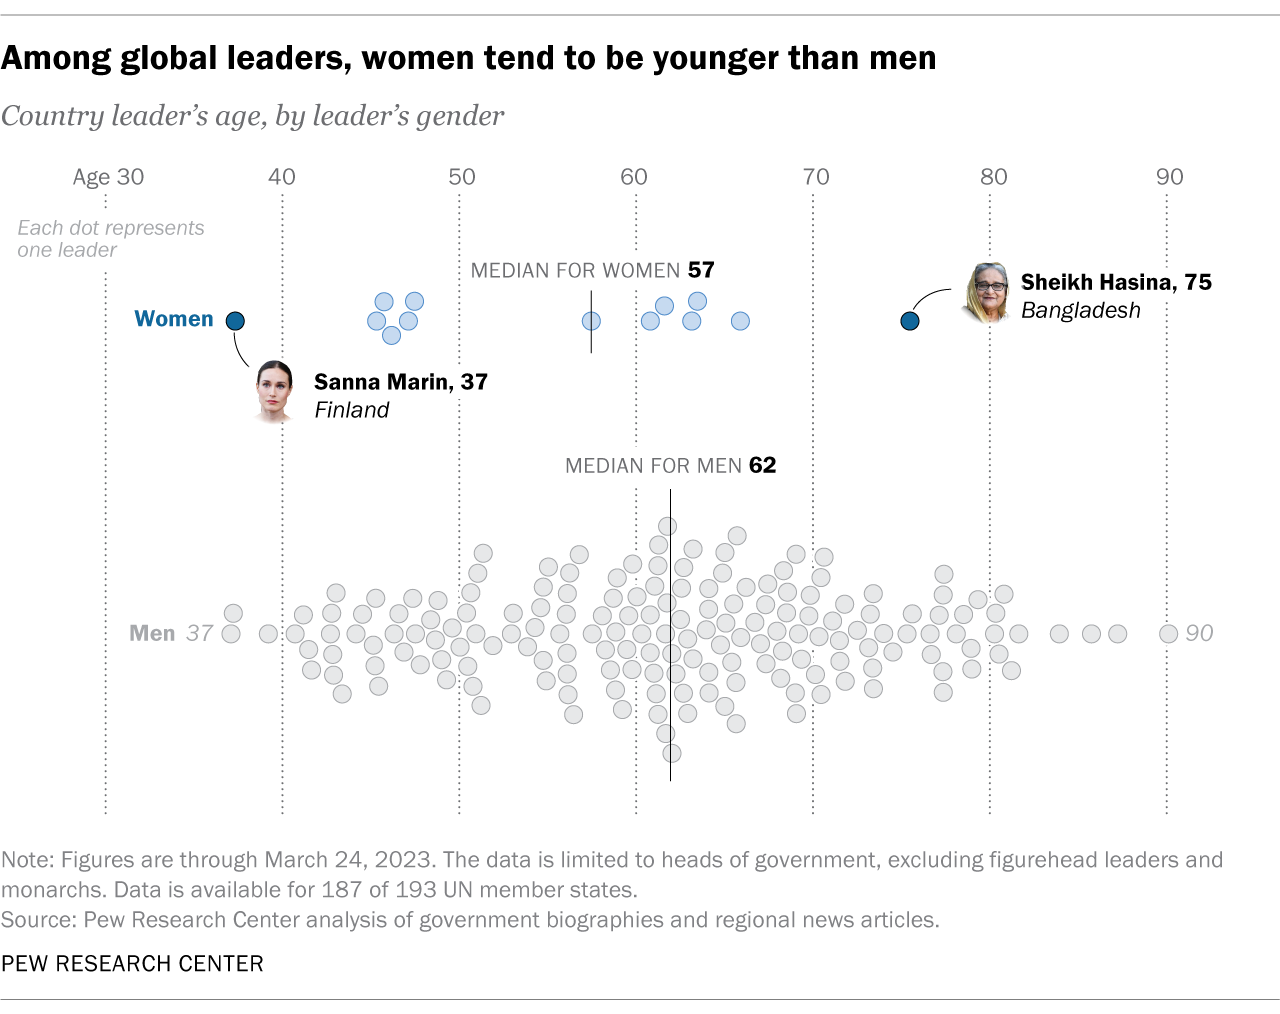 Among global leaders, women tend to be younger than men
Country leader’s age, by leader’s gender
Age 30 40 50 60 70 80 90
Each dot represents
one leader
MEDIAN FOR WOMEN 57
Sheikh Hasina, 75
Bangladesh
Women
Sanna Marin, 37
Finland
MEDIAN FOR MEN 62
Men 37 90
Note: Figures are through March 24, 2023. The data is limited to heads of government, excluding figurehead leaders and
monarchs. Data is available for 187 of 193 UN member states.
Source: Pew Research Center analysis of government biographies and regional news articles.
PEW RESEARCH CENTER